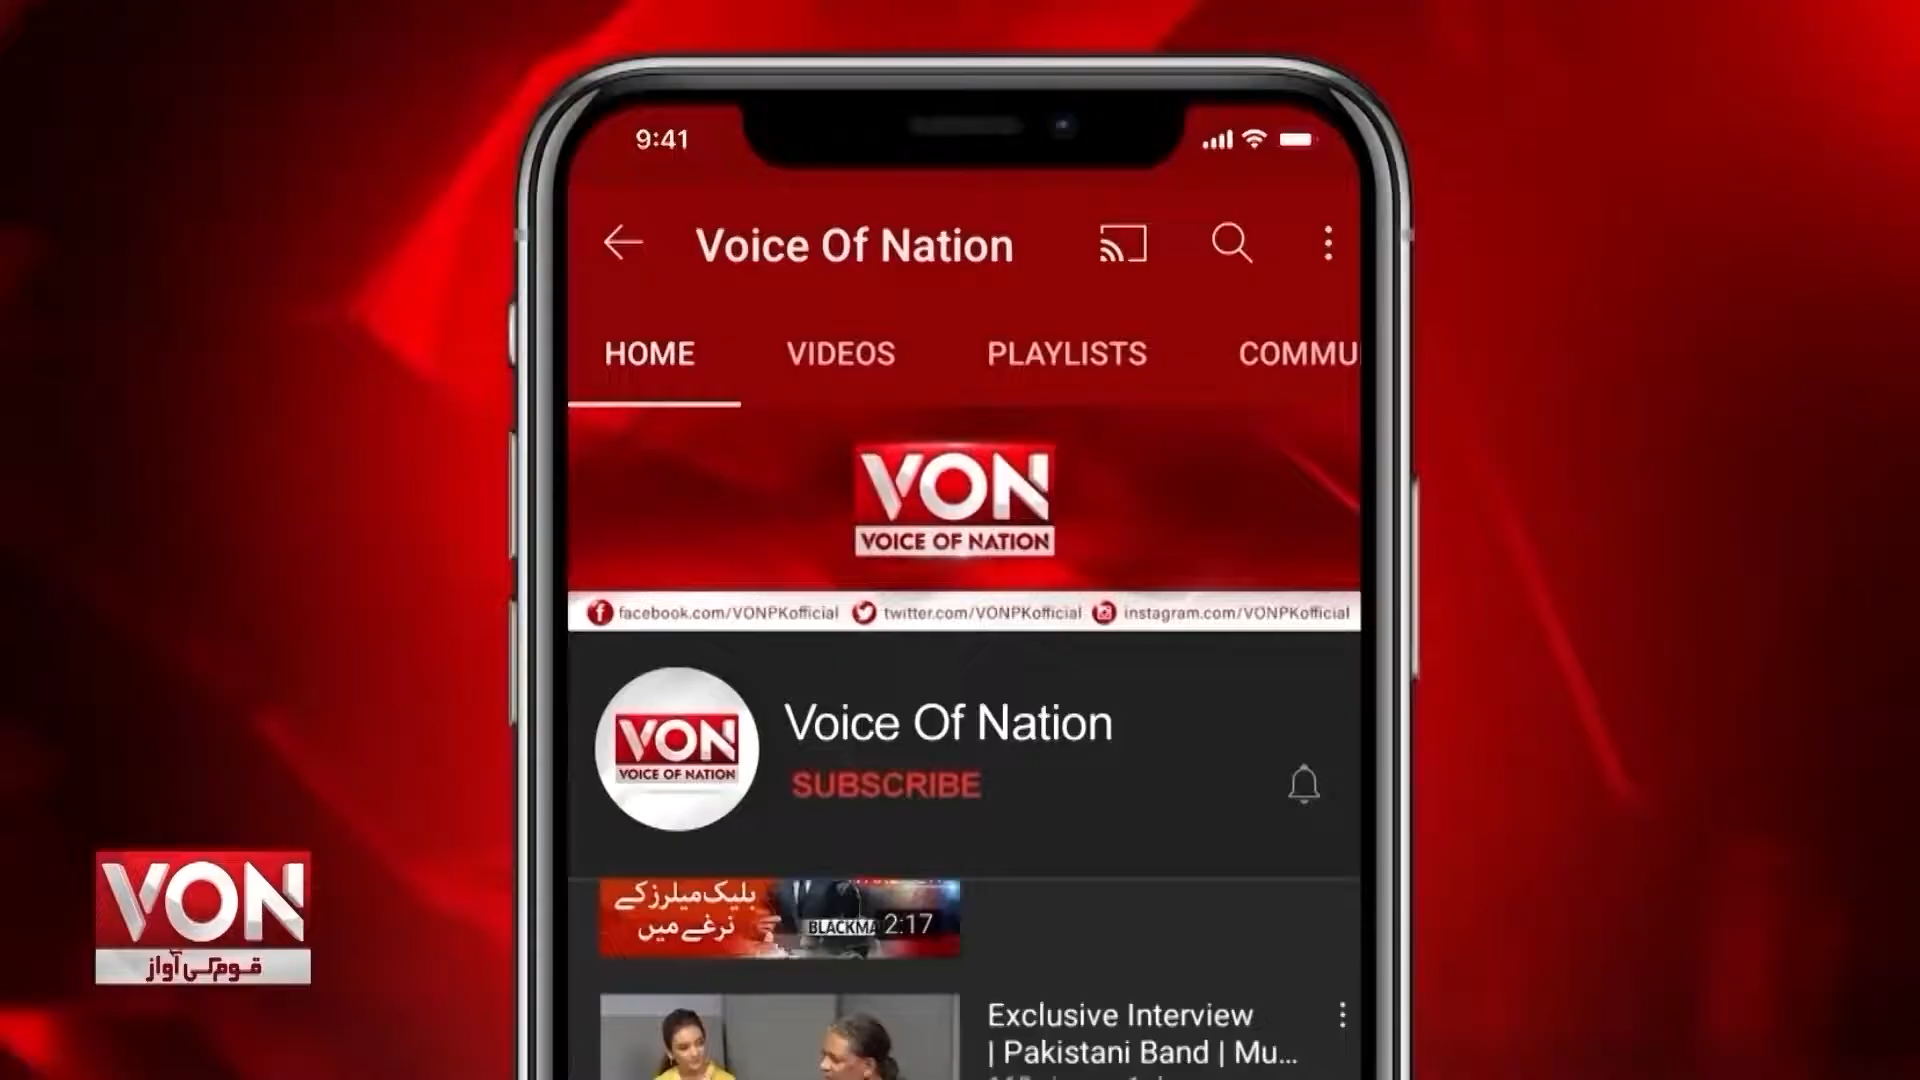 9:41
Voice Of Nation
HOME VIDEOS PLAYLISTS COMMU
VON
VOICE OF NATION
facebook.com/VONPKofficial twitter.com/VONPKofficial instagram.com/VONPKofficial
VON
VOICE OF NATION
Voice Of Nation
SUBSCRIBE
بلیک میلرز کے
نرغے میں
BLACKMA 2:17
VON
قوم کی آواز
Exclusive Interview
| Pakistani Band | Mu...